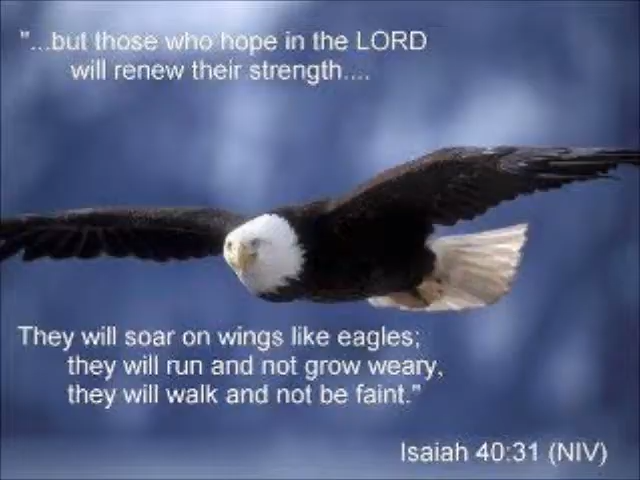 "...but those who hope in the LORD
will renew their strength....
They will soar on wings like eagles;
they will run and not grow weary,
they will walk and not be faint."
Isaiah 40:31 (NIV)